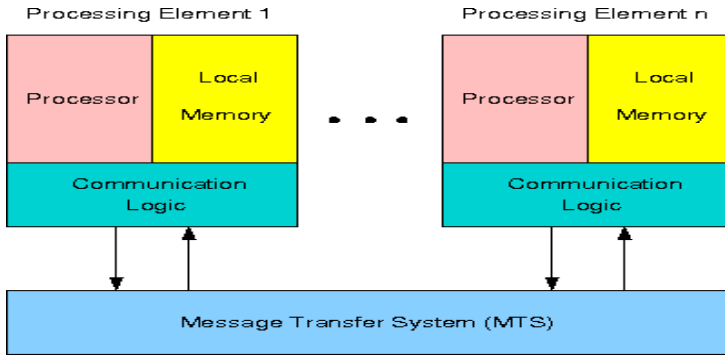 Processing Element 1
Processing Element n
Processor
Local
Memory
Communication
Logic
• • •
Processor
Local
Memory
Communication
Logic
Message Transfer System (MTS)